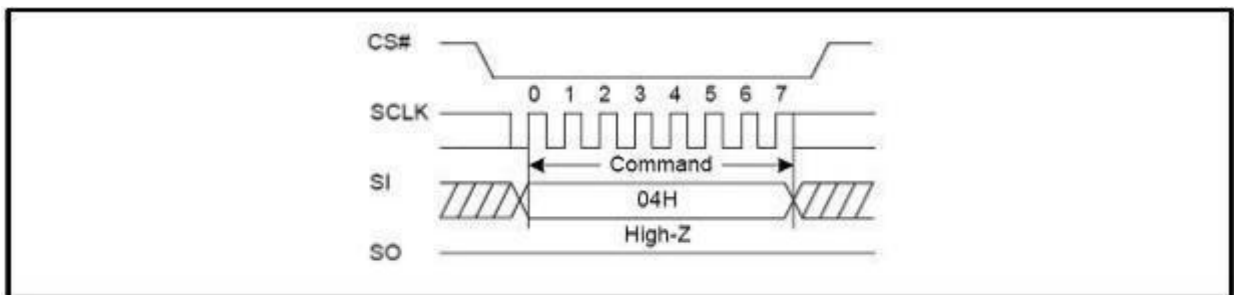 CS#
0 1 2 3 4 5 6 7
SCLK
Command
SI
04H
High-Z
SO